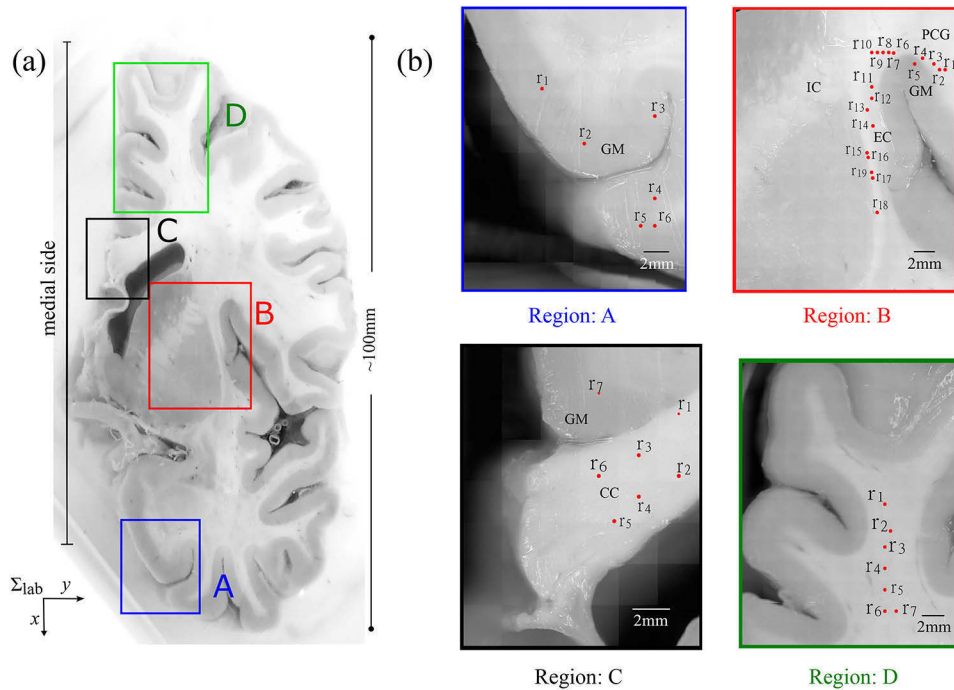 (a)
D
C
B
A
medial side
~100mm
Σlab
y
x
(b)
r1
r2
r3
GM
r4
r5
r6
2mm
Region: A
PCG
r10
r8
r6
r4
r3
r1
r9
r7
r5
r2
GM
IC
r11
r12
r13
r14
EC
r15
r16
r19
r17
r18
2mm
Region: B
r7
GM
r1
r3
r6
r2
CC
r4
r5
2mm
Region: C
r1
r2
r3
r4
r5
r6
r7
2mm
Region: D